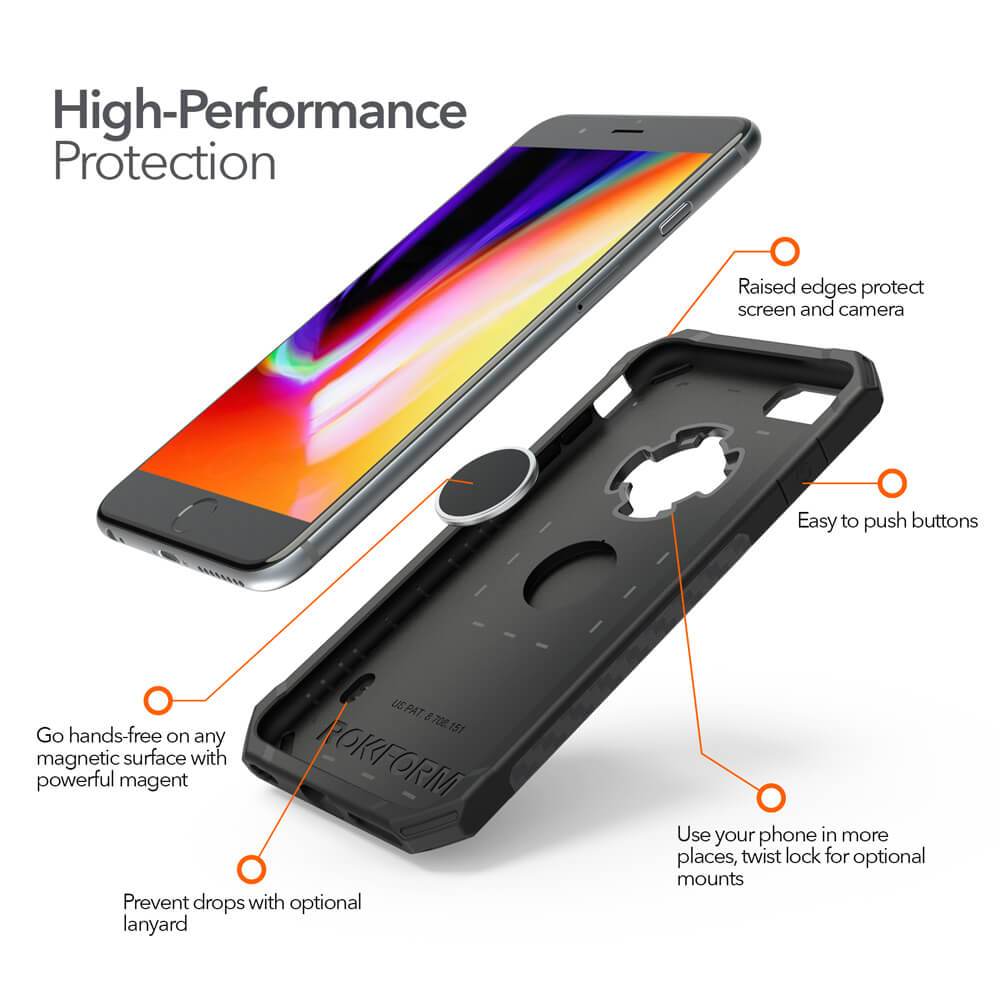 High-Performance
Protection
Raised edges protect
screen and camera
Easy to push buttons
Go hands-free on any
magnetic surface with
powerful magent
US PAT. 8.708.151
ROKFORM
Use your phone in more
places, twist lock for optional
mounts
Prevent drops with optional
lanyard